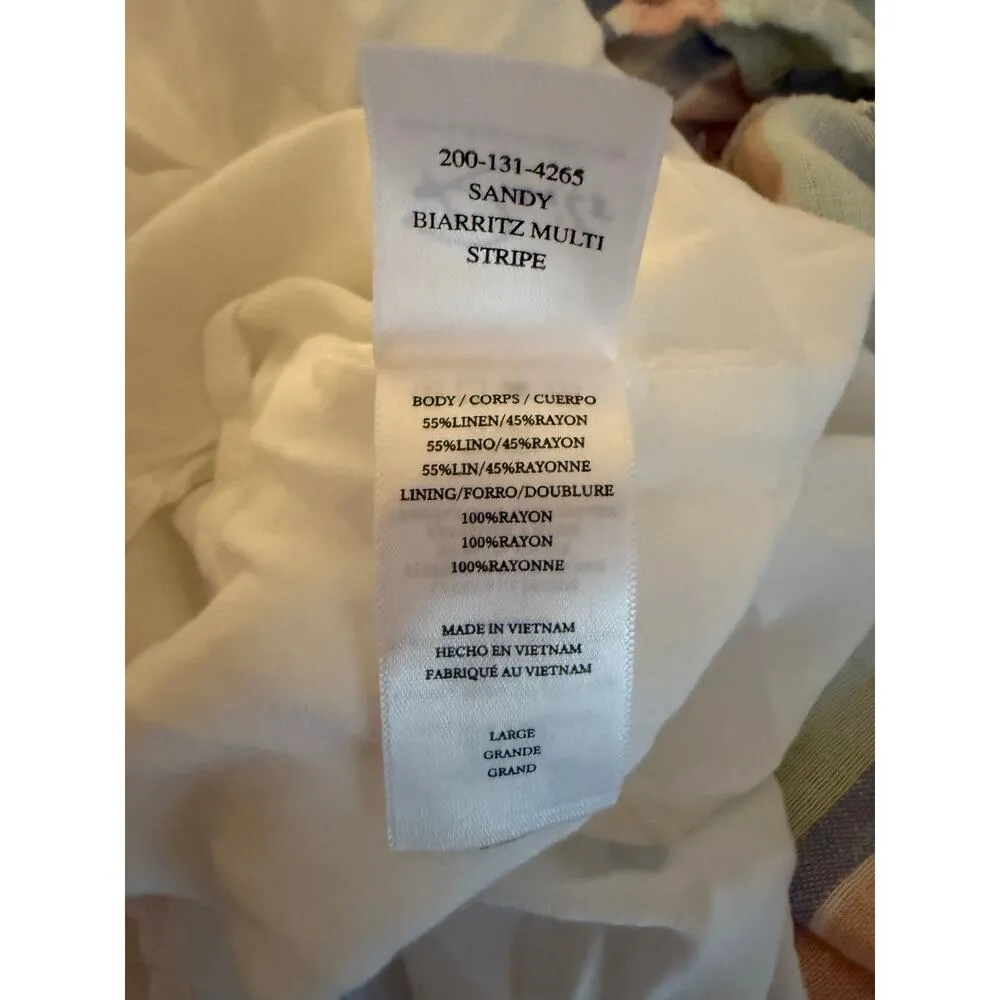 200-131-4265
SANDY
BIARRITZ MULTI
STRIPE
BODY / CORPS / CUERPO
55%LINEN/45%RAYON
55%LINO/45%RAYON
55%LIN/45%RAYONNE
LINING/FORRO/DOUBLURE
100%RAYON
100%RAYON
100%RAYONNE
MADE IN VIETNAM
HECHO EN VIETNAM
FABRIQUÉ AU VIETNAM
LARGE
GRANDE
GRAND